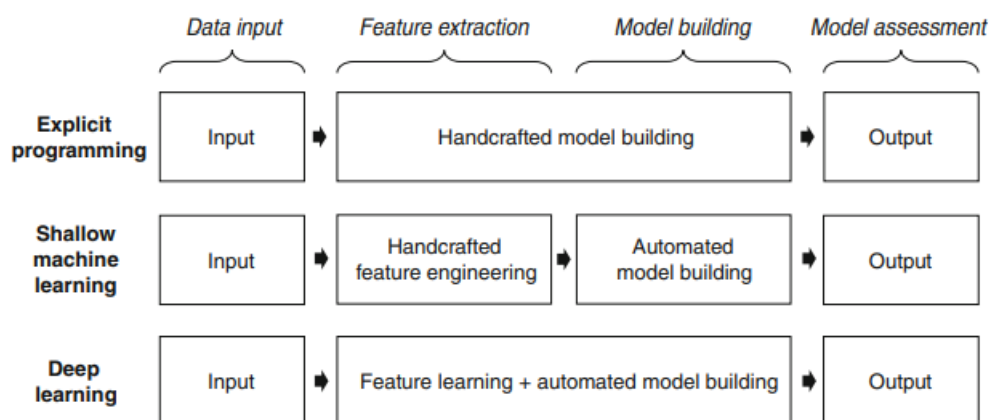 Data input Feature extraction Model building Model assessment
Explicit
programming
Input
Handcrafted model building
Output
Shallow
machine
learning
Input
Handcrafted
feature engineering
Automated
model building
Output
Deep
learning
Input
Feature learning + automated model building
Output